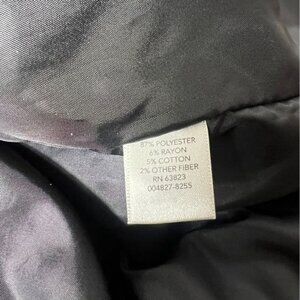 87% POLYESTER
6% RAYON
5% COTTON
2% OTHER FIBER
RN 63823
004827-8255